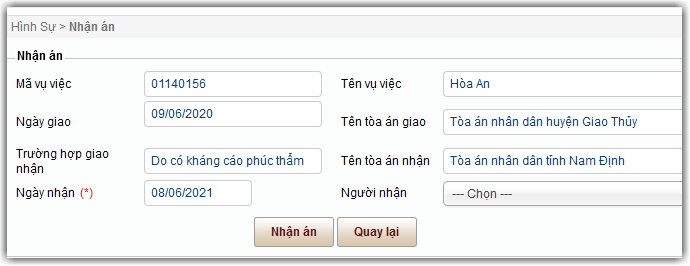 Hình Sự > Nhận án
Nhận án
Mã vụ việc 01140156 Tên vụ việc Hòa An
Ngày giao 09/06/2020 Tên tòa án giao Tòa án nhân dân huyện Giao Thủy
Trường hợp giao nhận Do có kháng cáo phúc thẩm Tên tòa án nhận Tòa án nhân dân tỉnh Nam Định
Ngày nhận (*) 08/06/2021 Người nhận --- Chọn ---
Nhận án Quay lại